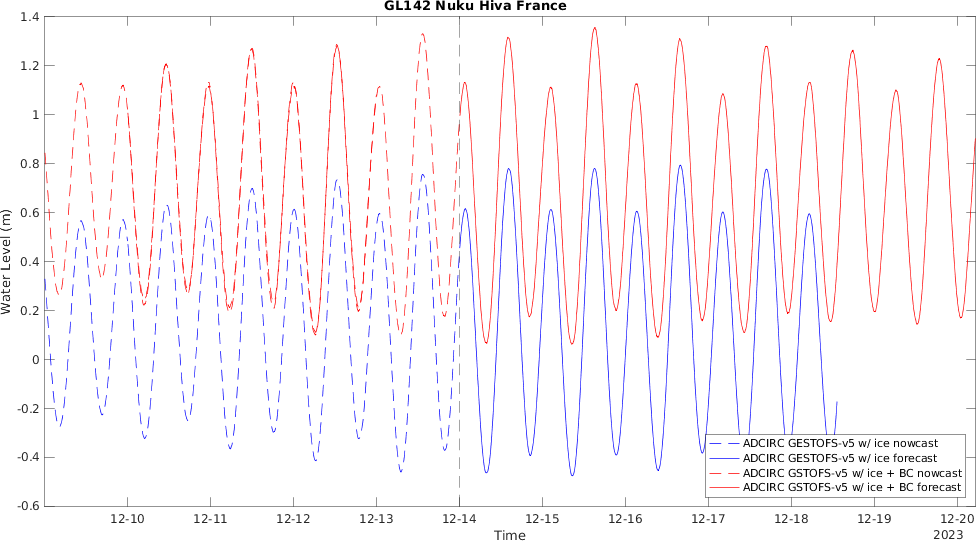 GL142 Nuku Hiva France
1.4
1.2
1
0.8
0.6
0.4
0.2
0
-0.2
-0.4
-0.6
Water Level (m)
ADCIRC GESTOFS-v5 w/ ice nowcast
ADCIRC GESTOFS-v5 w/ ice forecast
ADCIRC GSTOFS-v5 w/ ice + BC nowcast
ADCIRC GSTOFS-v5 w/ ice + BC forecast
12-10 12-11 12-12 12-13 12-14 12-15 12-16 12-17 12-18 12-19 12-20
Time 2023